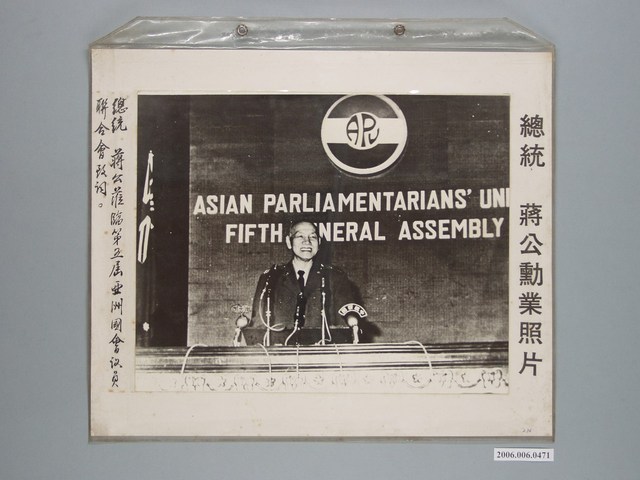 總統 蔣公勳業照片
總統 蔣公蒞臨第五屆亞洲國會議員
聯合會致詞。
APU
ASIAN PARLIAMENTARIANS' UNI
FIFTH ENERAL ASSEMBLY
2006.006.0471